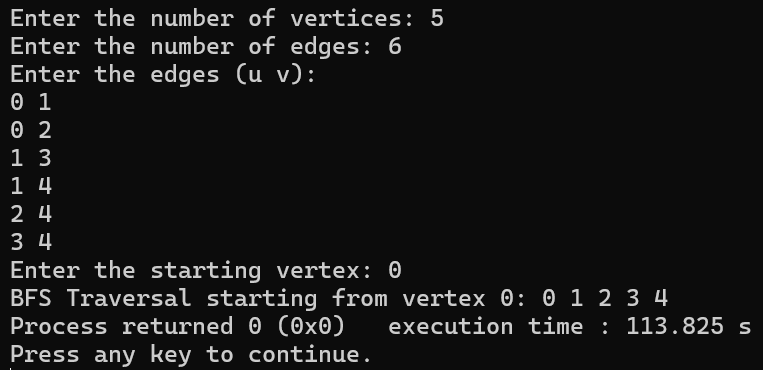 Enter the number of vertices: 5
Enter the number of edges: 6
Enter the edges (u v):
0 1
0 2
1 3
1 4
2 4
3 4
Enter the starting vertex: 0
BFS Traversal starting from vertex 0: 0 1 2 3 4
Process returned 0 (0x0)   execution time : 113.825 s
Press any key to continue.